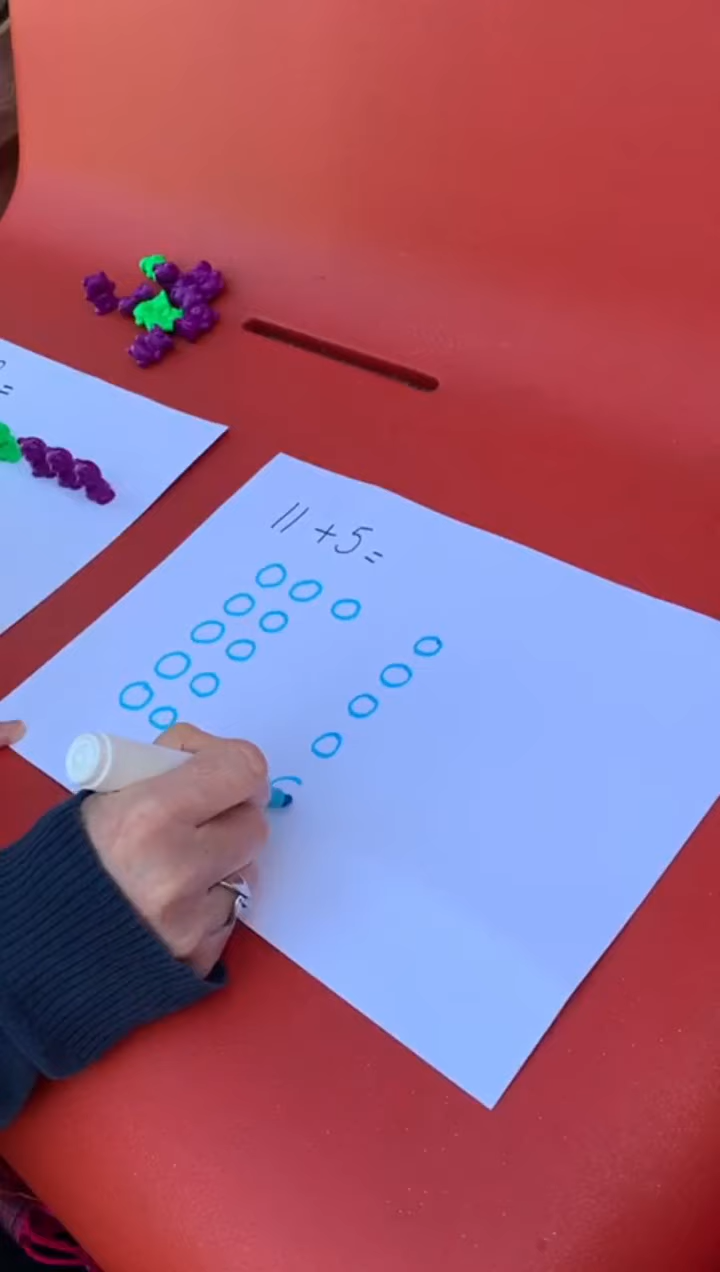 =
11 + 5 =